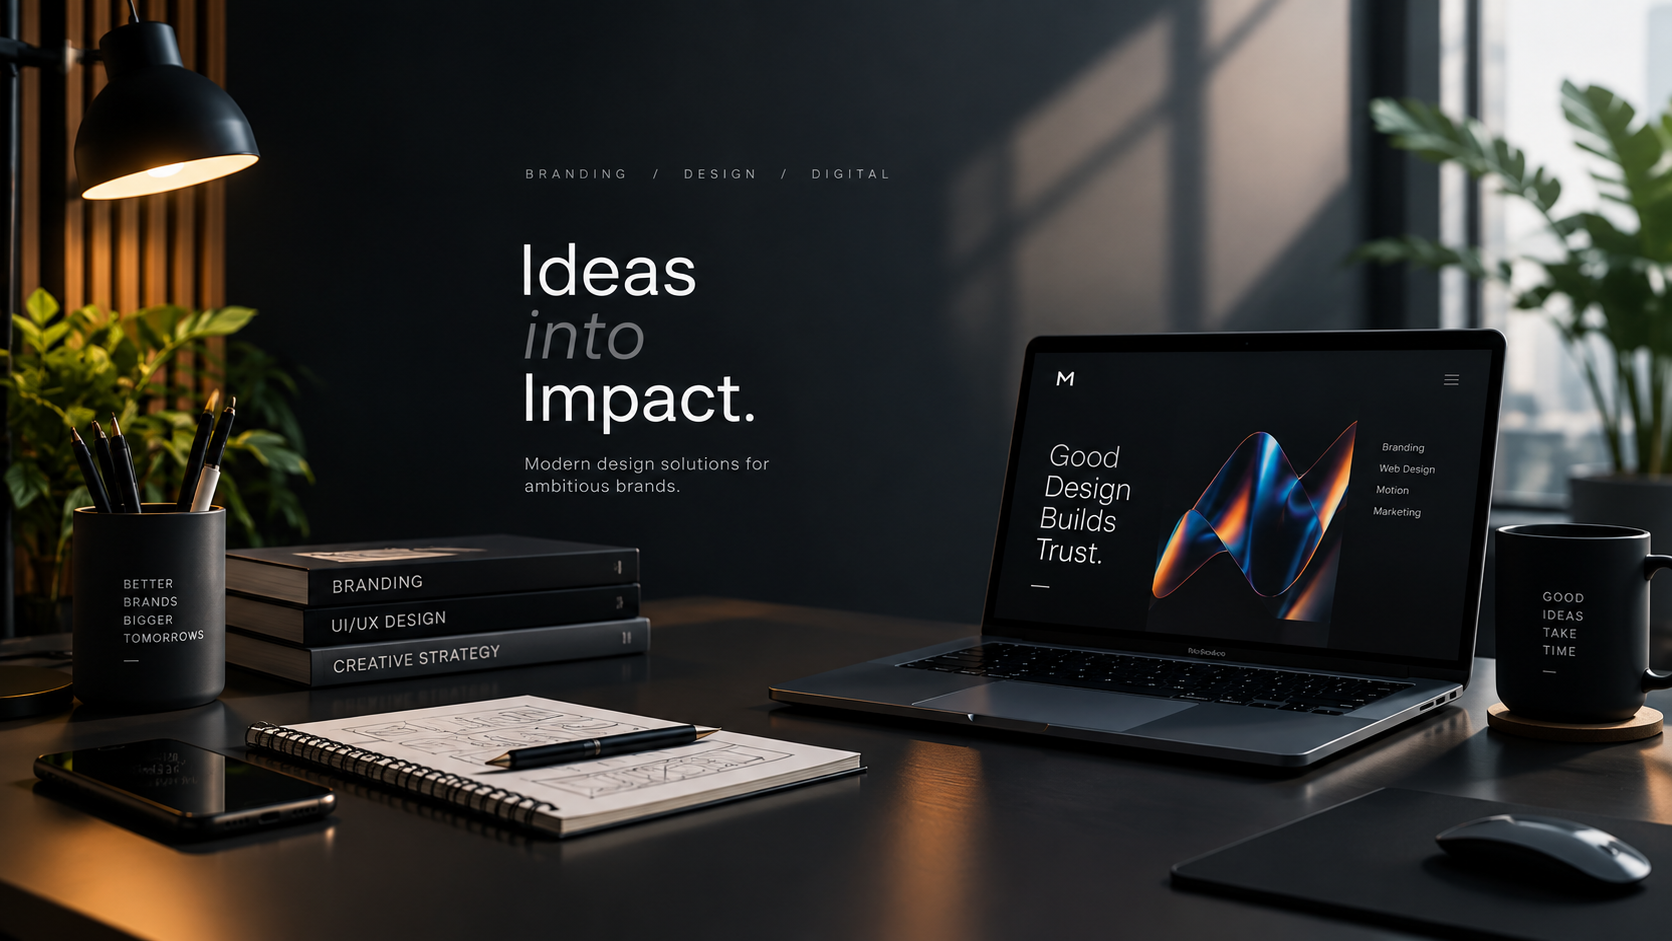 BRANDING / DESIGN / DIGITAL
Ideas
into
Impact.
Modern design solutions for
ambitious brands.
BETTER
BRANDS
BIGGER
TOMORROWS
BRANDING
UI/UX DESIGN
CREATIVE STRATEGY
M
Good
Design
Builds
Trust.
Branding
Web Design
Motion
Marketing
GOOD
IDEAS
TAKE
TIME